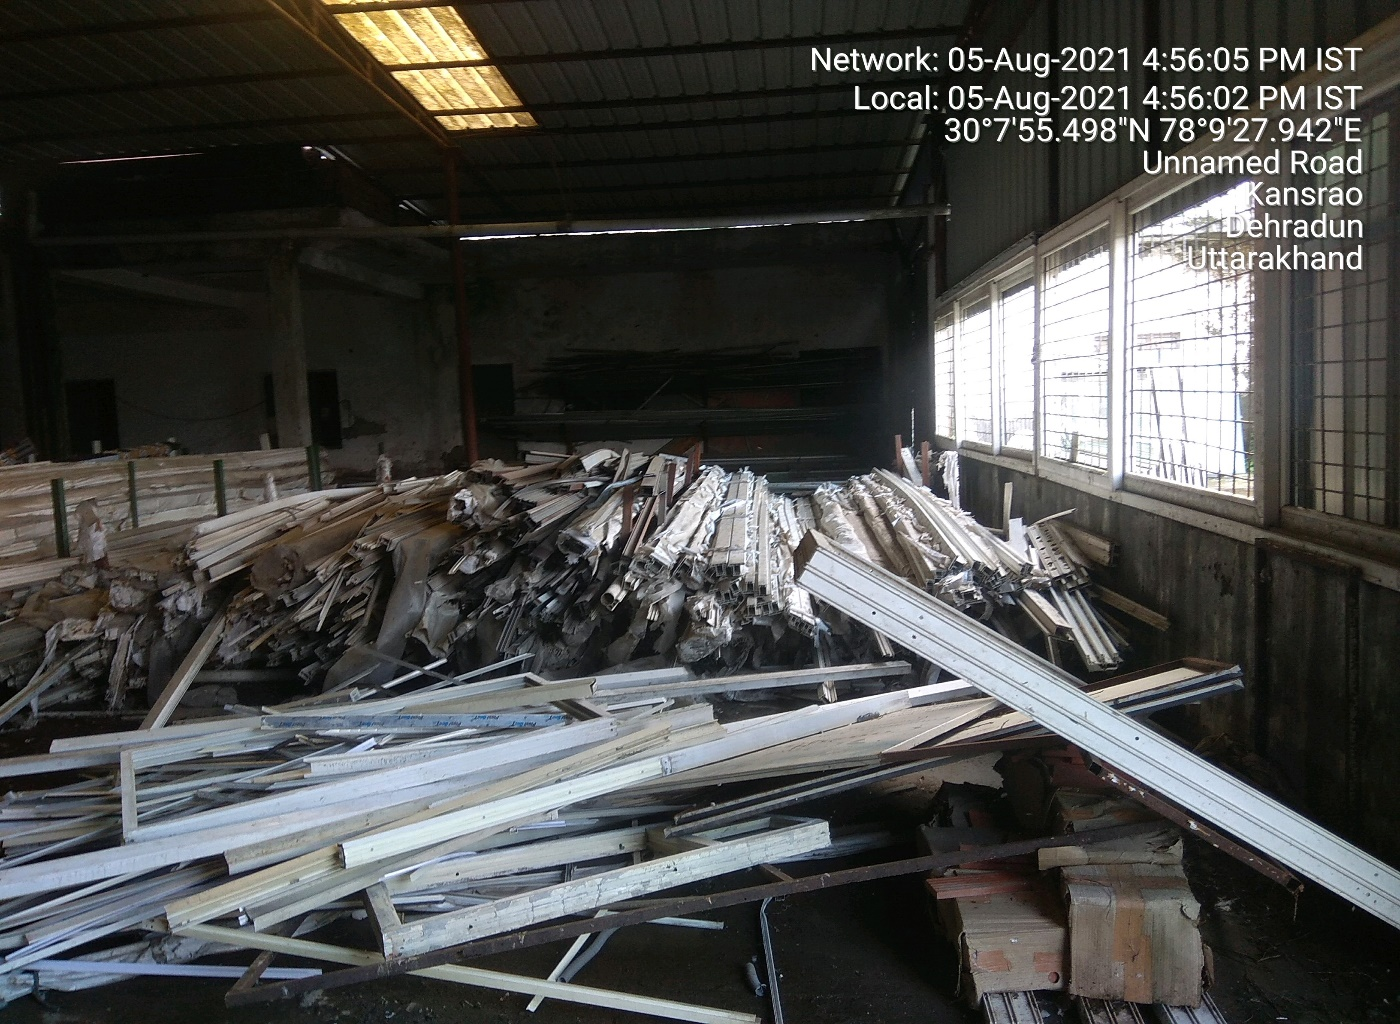 Network: 05-Aug-2021 4:56:05 PM IST
Local: 05-Aug-2021 4:56:02 PM IST
30°7'55.498"N 78°9'27.942"E
Unnamed Road
Kansrao
Dehradun
Uttarakhand